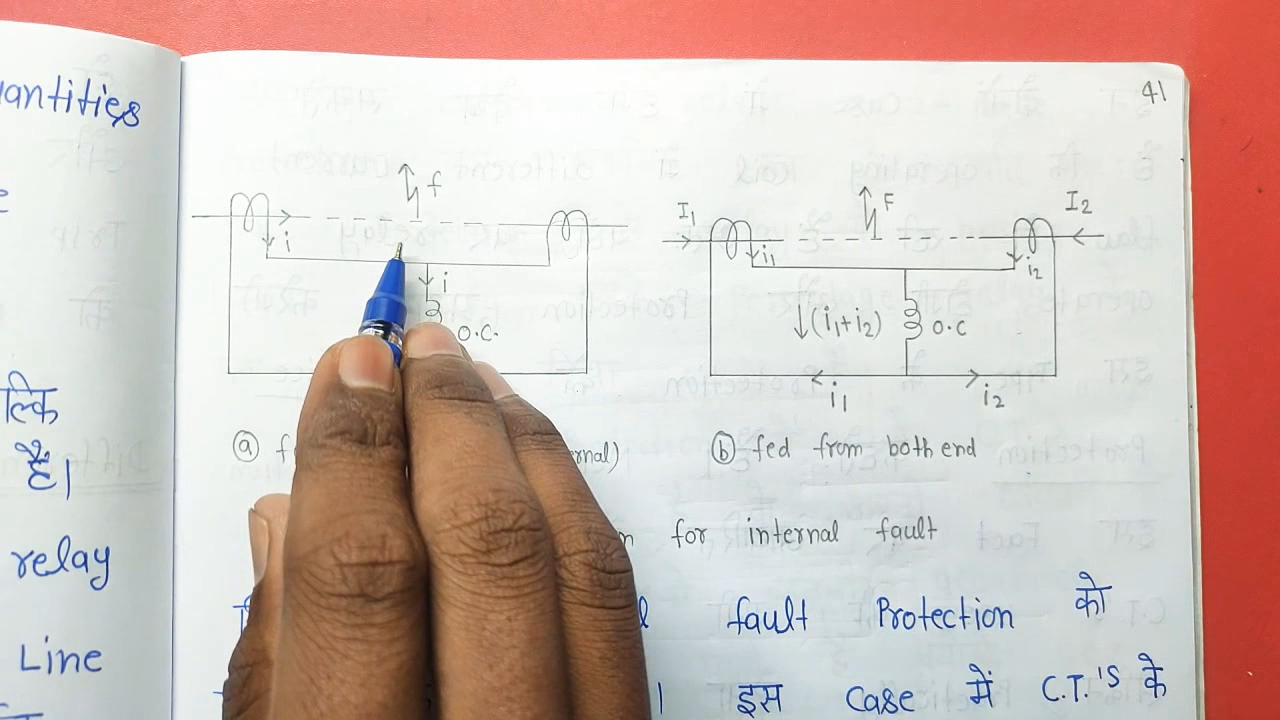 antities
ल्कि
है।
relay
Line
41
f
i
i
O.C.
I1
F
I2
i1
i2
(i1+i2)
O.C
i1
i2
(a) f
(b) fed from both end
for internal fault
fault Protection को
। इस Case में C.T.'S के